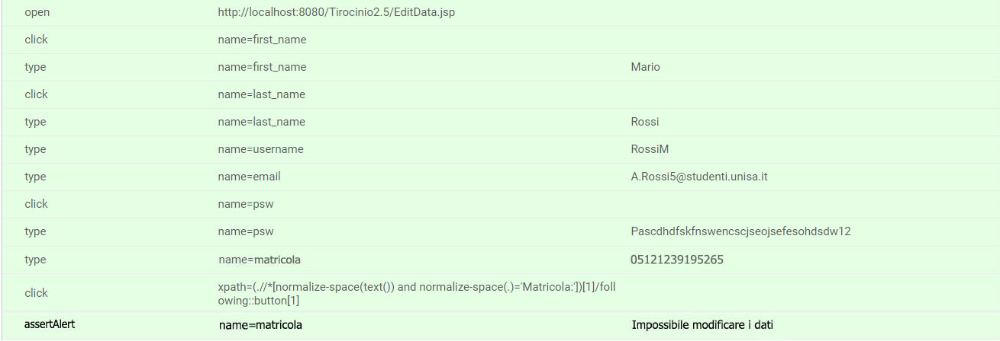 open http://localhost:8080/Tirocinio2.5/EditData.jsp
click name=first_name
type name=first_name Mario
click name=last_name
type name=last_name Rossi
type name=username RossiM
type name=email A.Rossi5@studenti.unisa.it
click name=psw
type name=psw Pascdhdfskfnswencscjseojsefesohdsdw12
type name=matricola 05121239195265
click xpath=(.//*[normalize-space(text()) and normalize-space(.)='Matricola:'])[1]/foll
owing::button[1]
assertAlert name=matricola Impossibile modificare i dati